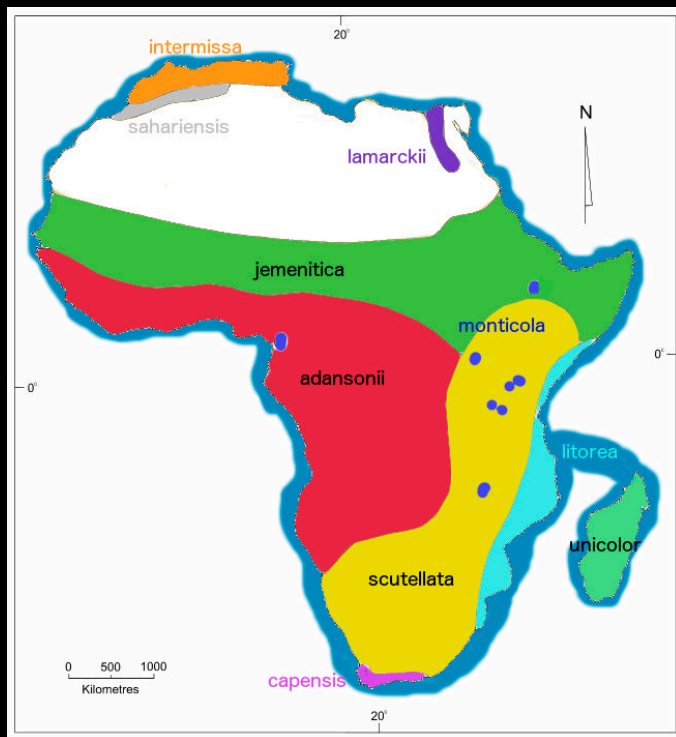 20°
intermissa
sahariensis
N
lamarckii
jemenitica
monticola
0°
adansonii
0°
litorea
unicolor
scutellata
0 500 1000
Kilometres
capensis
20°